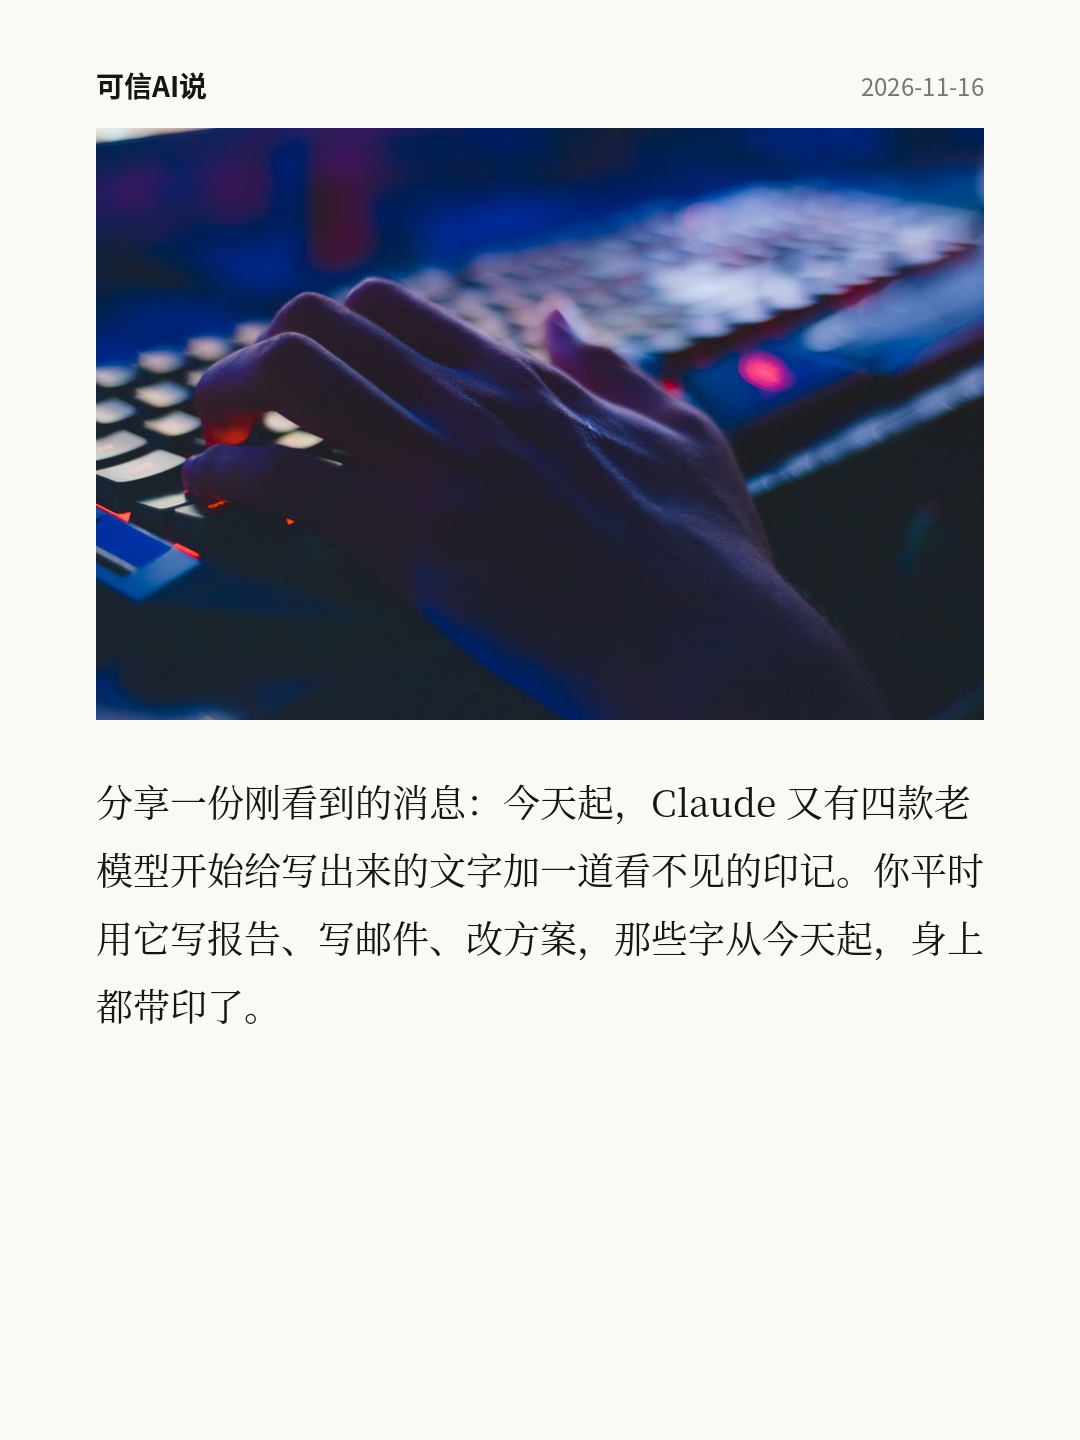 可信AI说
2026-11-16
分享一份刚看到的消息：今天起，Claude 又有四款老
模型开始给写出来的文字加一道看不见的印记。你平时
用它写报告、写邮件、改方案，那些字从今天起，身上
都带印了。